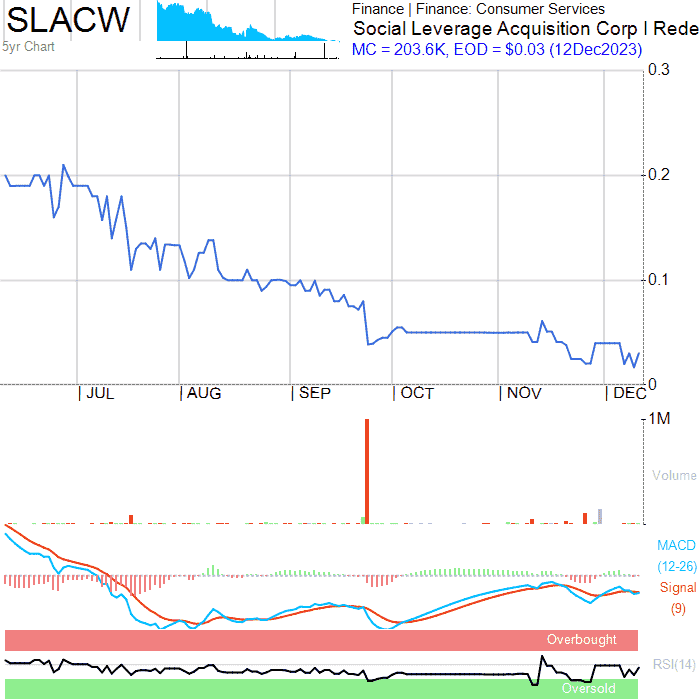 SLACW
5yr Chart
Finance | Finance: Consumer Services
Social Leverage Acquisition Corp I Rede
MC = 203.6K, EOD = $0.03 (12Dec2023)
0.3
0.2
0.1
0
JUL AUG SEP OCT NOV DEC
1M
Volume
MACD
(12-26)
Signal
(9)
Overbought
RSI(14)
Oversold